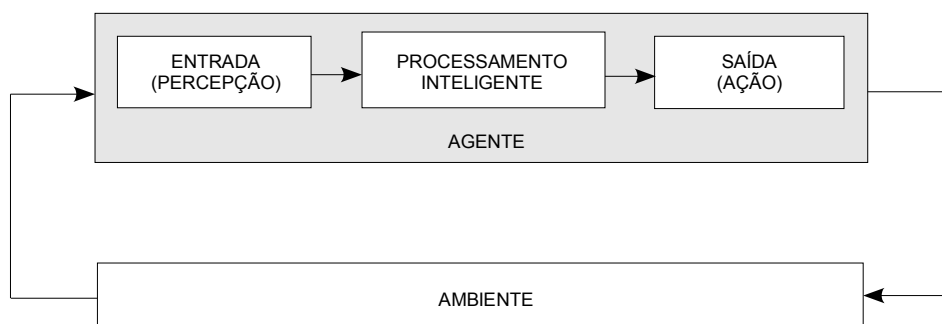 ENTRADA
(PERCEPÇÃO)
PROCESSAMENTO
INTELIGENTE
SAÍDA
(AÇÃO)
AGENTE
AMBIENTE